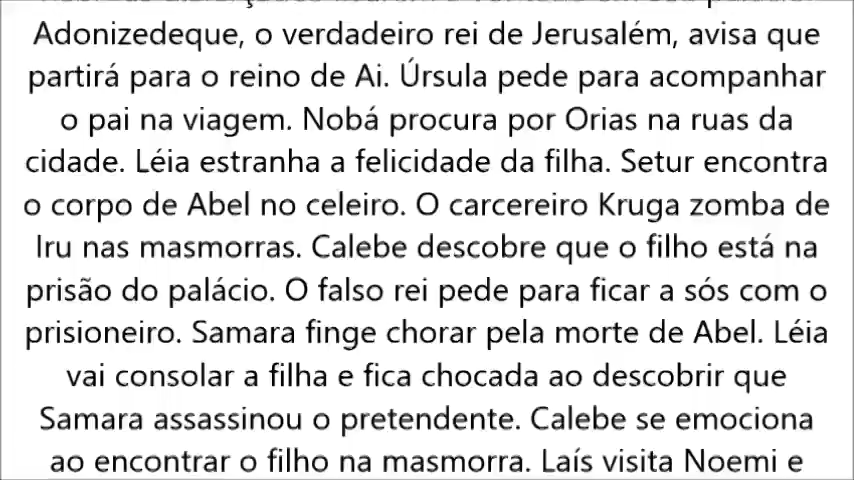 Adonizedeque, o verdadeiro rei de Jerusalém, avisa que
partirá para o reino de Ai. Úrsula pede para acompanhar
o pai na viagem. Nobá procura por Orias na ruas da
cidade. Léia estranha a felicidade da filha. Setur encontra
o corpo de Abel no celeiro. O carcereiro Kruga zomba de
Iru nas masmorras. Calebe descobre que o filho está na
prisão do palácio. O falso rei pede para ficar a sós com o
prisioneiro. Samara finge chorar pela morte de Abel. Léia
vai consolar a filha e fica chocada ao descobrir que
Samara assassinou o pretendente. Calebe se emociona
ao encontrar o filho na masmorra. Laís visita Noemi e